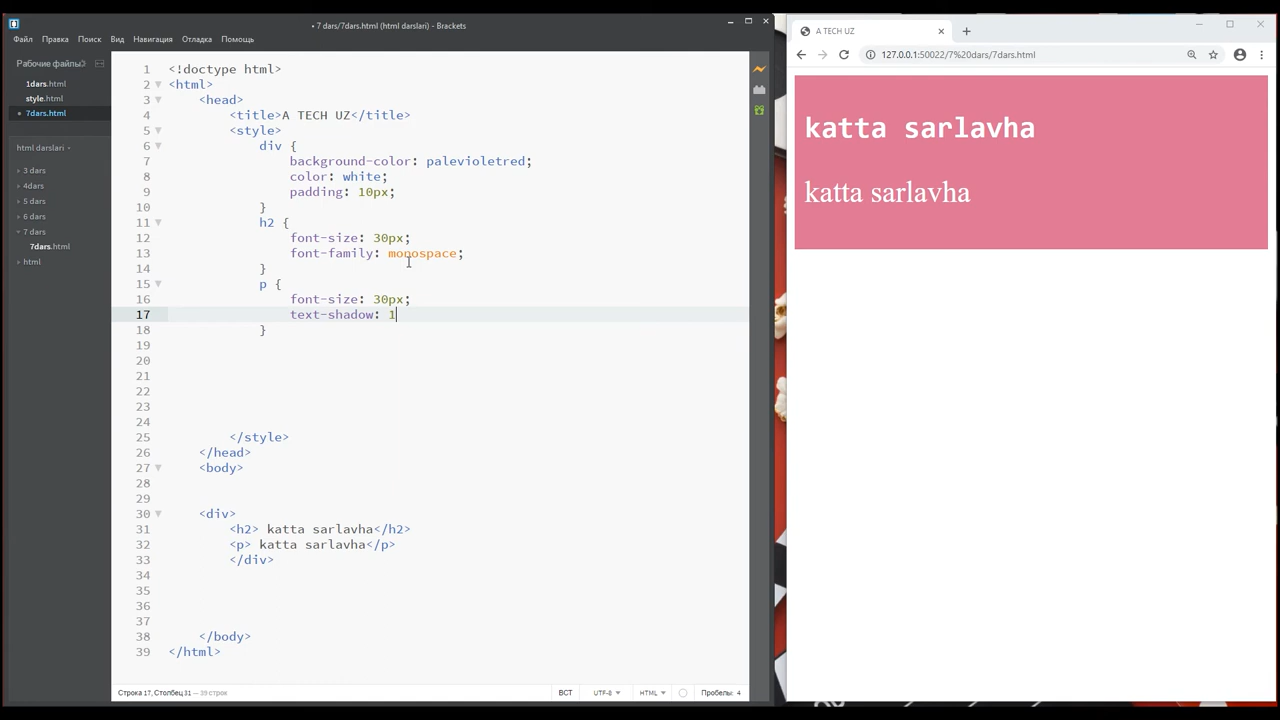 • 7 dars/7dars.html (html darslari) - Brackets
Файл Правка Поиск Вид Навигация Отладка Помощь
Рабочие файлы
1dars.html
style.html
• 7dars.html
html darslari
3 dars
4dars
5 dars
6 dars
7 dars
7dars.html
html
1 <!doctype html>
2 <html>
3 <head>
4 <title>A TECH UZ</title>
5 <style>
6 div {
7 background-color: palevioletred;
8 color: white;
9 padding: 10px;
10 }
11 h2 {
12 font-size: 30px;
13 font-family: monospace;
14 }
15 p {
16 font-size: 30px;
17 text-shadow: 1
18 }
19
20
21
22
23
24
25 </style>
26 </head>
27 <body>
28
29
30 <div>
31 <h2> katta sarlavha</h2>
32 <p> katta sarlavha</p>
33 </div>
34
35
36
37
38 </body>
39 </html>
Строка 17, Столбец 31 — 39 строк
ВСТ UTF-8 HTML Пробелы: 4
A TECH UZ
127.0.0.1:50022/7%20dars/7dars.html
katta sarlavha
katta sarlavha